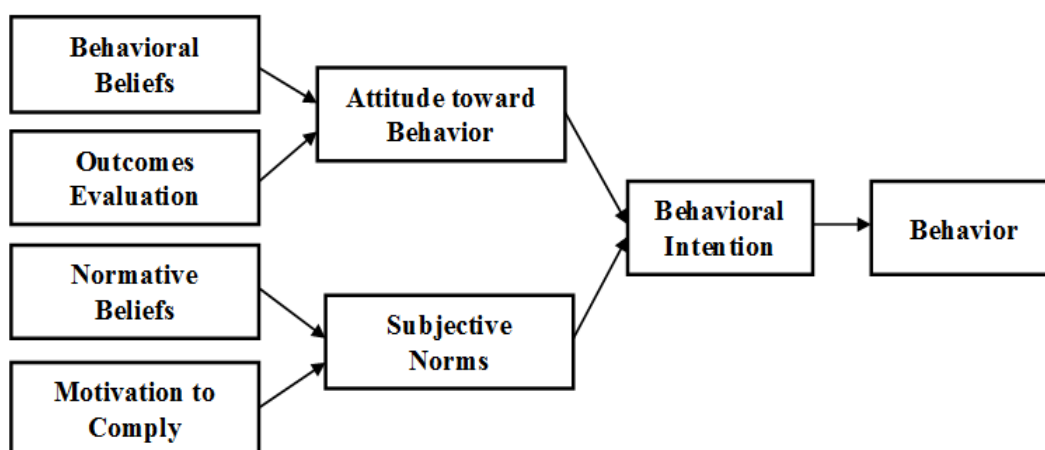 Behavioral
Beliefs
Outcomes
Evaluation
Normative
Beliefs
Motivation to
Comply
Attitude toward
Behavior
Subjective
Norms
Behavioral
Intention
Behavior